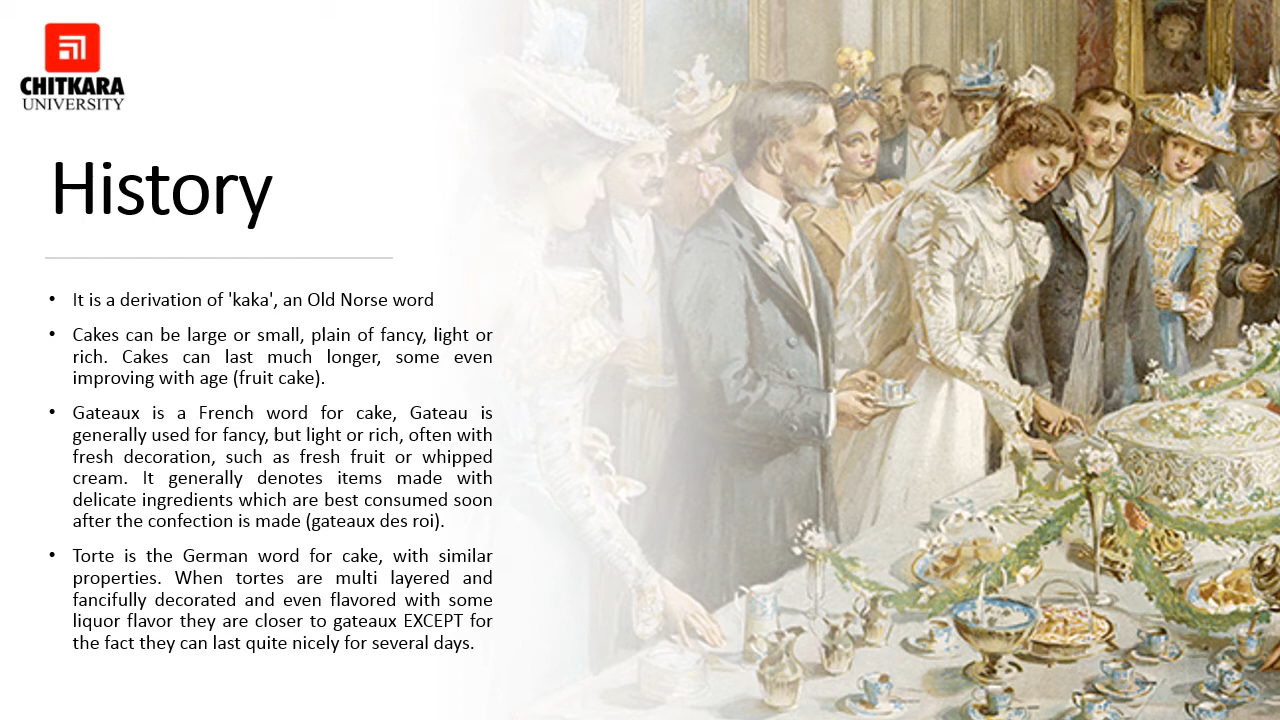 CHITKARA
UNIVERSITY
History
• It is a derivation of 'kaka', an Old Norse word
• Cakes can be large or small, plain of fancy, light or
rich. Cakes can last much longer, some even
improving with age (fruit cake).
• Gateaux is a French word for cake, Gateau is
generally used for fancy, but light or rich, often with
fresh decoration, such as fresh fruit or whipped
cream. It generally denotes items made with
delicate ingredients which are best consumed soon
after the confection is made (gateaux des roi).
• Torte is the German word for cake, with similar
properties. When tortes are multi layered and
fancifully decorated and even flavored with some
liquor flavor they are closer to gateaux EXCEPT for
the fact they can last quite nicely for several days.